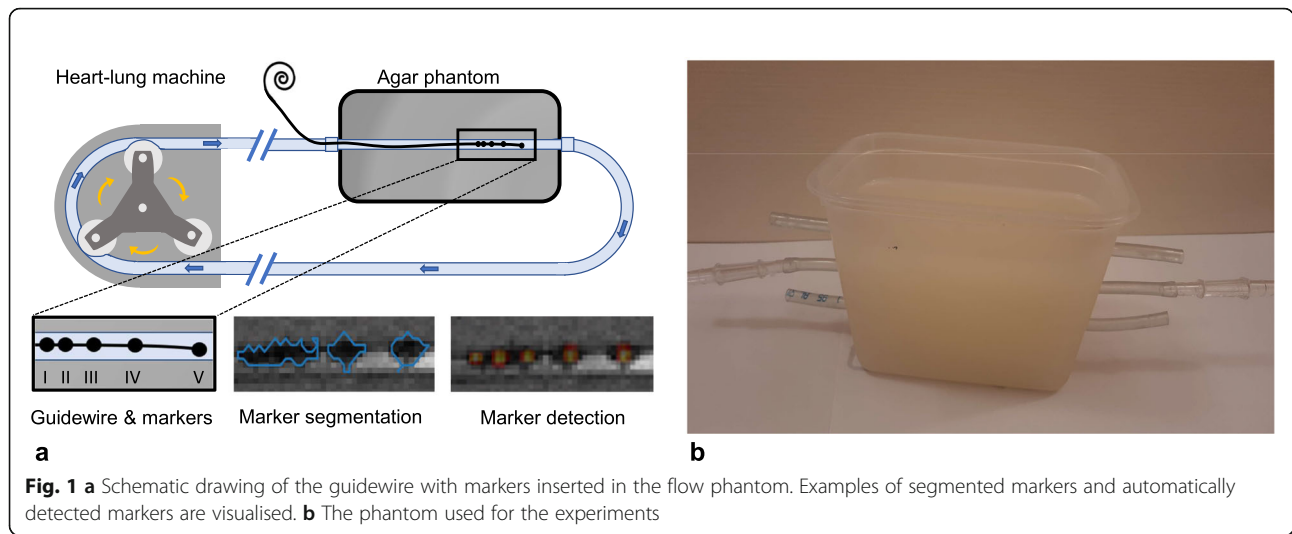 Heart-lung machine
Agar phantom
I II III IV V
Guidewire & markers
Marker segmentation
Marker detection
a
b
Fig. 1 a Schematic drawing of the guidewire with markers inserted in the flow phantom. Examples of segmented markers and automatically
detected markers are visualised. b The phantom used for the experiments